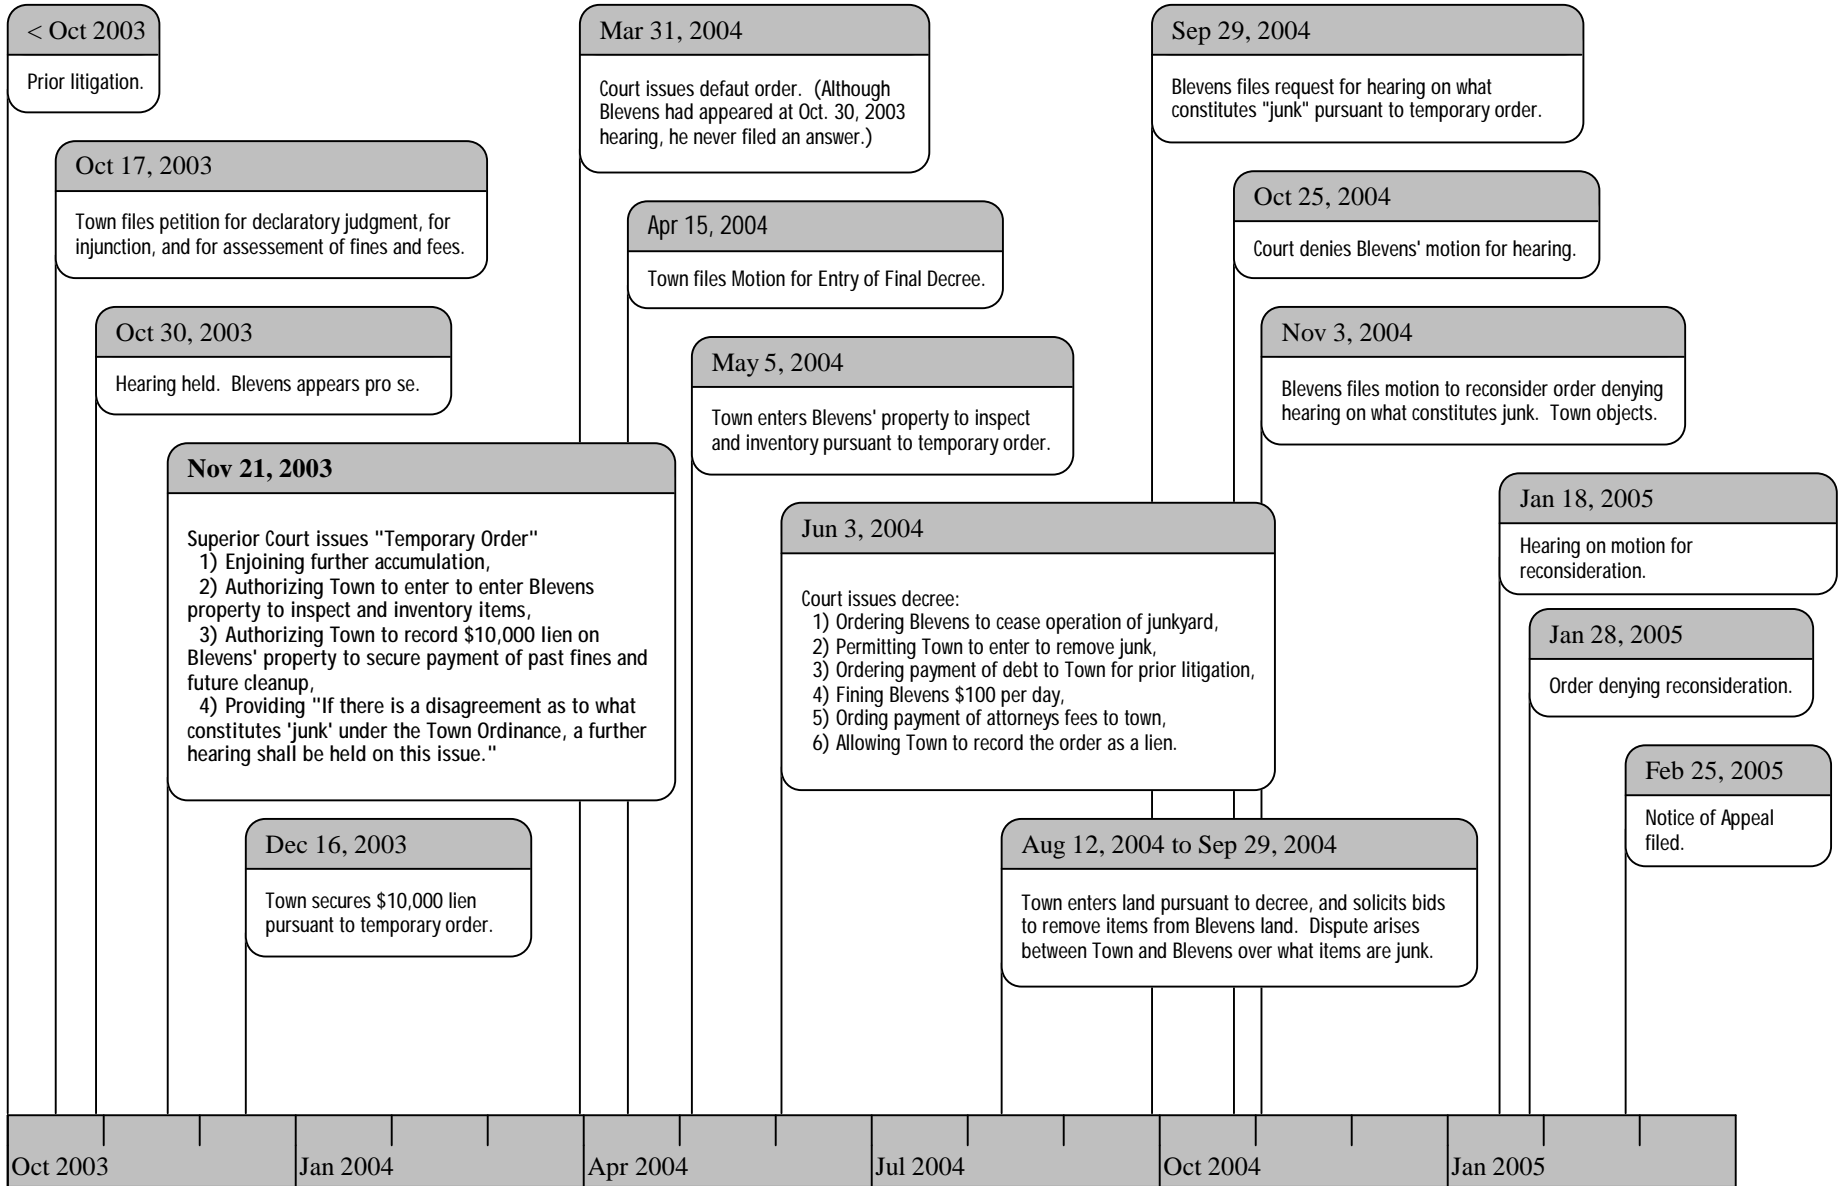 < Oct 2003
Prior litigation.
Oct 17, 2003
Town files petition for declaratory judgment, for
injunction, and for assessement of fines and fees.
Oct 30, 2003
Hearing held.  Blevens appears pro se.
Nov 21, 2003
Superior Court issues "Temporary Order"
1) Enjoining further accumulation,
2) Authorizing Town to enter to enter Blevens
property to inspect and inventory items,
3) Authorizing Town to record $10,000 lien on
Blevens' property to secure payment of past fines and
future cleanup,
4) Providing "If there is a disagreement as to what
constitutes 'junk' under the Town Ordinance, a further
hearing shall be held on this issue."
Dec 16, 2003
Town secures $10,000 lien
pursuant to temporary order.
Mar 31, 2004
Court issues defaut order.  (Although
Blevens had appeared at Oct. 30, 2003
hearing, he never filed an answer.)
Apr 15, 2004
Town files Motion for Entry of Final Decree.
May 5, 2004
Town enters Blevens' property to inspect
and inventory pursuant to temporary order.
Jun 3, 2004
Court issues decree:
1) Ordering Blevens to cease operation of junkyard,
2) Permitting Town to enter to remove junk,
3) Ordering payment of debt to Town for prior litigation,
4) Fining Blevens $100 per day,
5) Ording payment of attorneys fees to town,
6) Allowing Town to record the order as a lien.
Aug 12, 2004 to Sep 29, 2004
Town enters land pursuant to decree, and solicits bids
to remove items from Blevens land.  Dispute arises
between Town and Blevens over what items are junk.
Sep 29, 2004
Blevens files request for hearing on what
constitutes "junk" pursuant to temporary order.
Oct 25, 2004
Court denies Blevens' motion for hearing.
Nov 3, 2004
Blevens files motion to reconsider order denying
hearing on what constitutes junk.  Town objects.
Jan 18, 2005
Hearing on motion for
reconsideration.
Jan 28, 2005
Order denying reconsideration.
Feb 25, 2005
Notice of Appeal
filed.
Oct 2003
Jan 2004
Apr 2004
Jul 2004
Oct 2004
Jan 2005